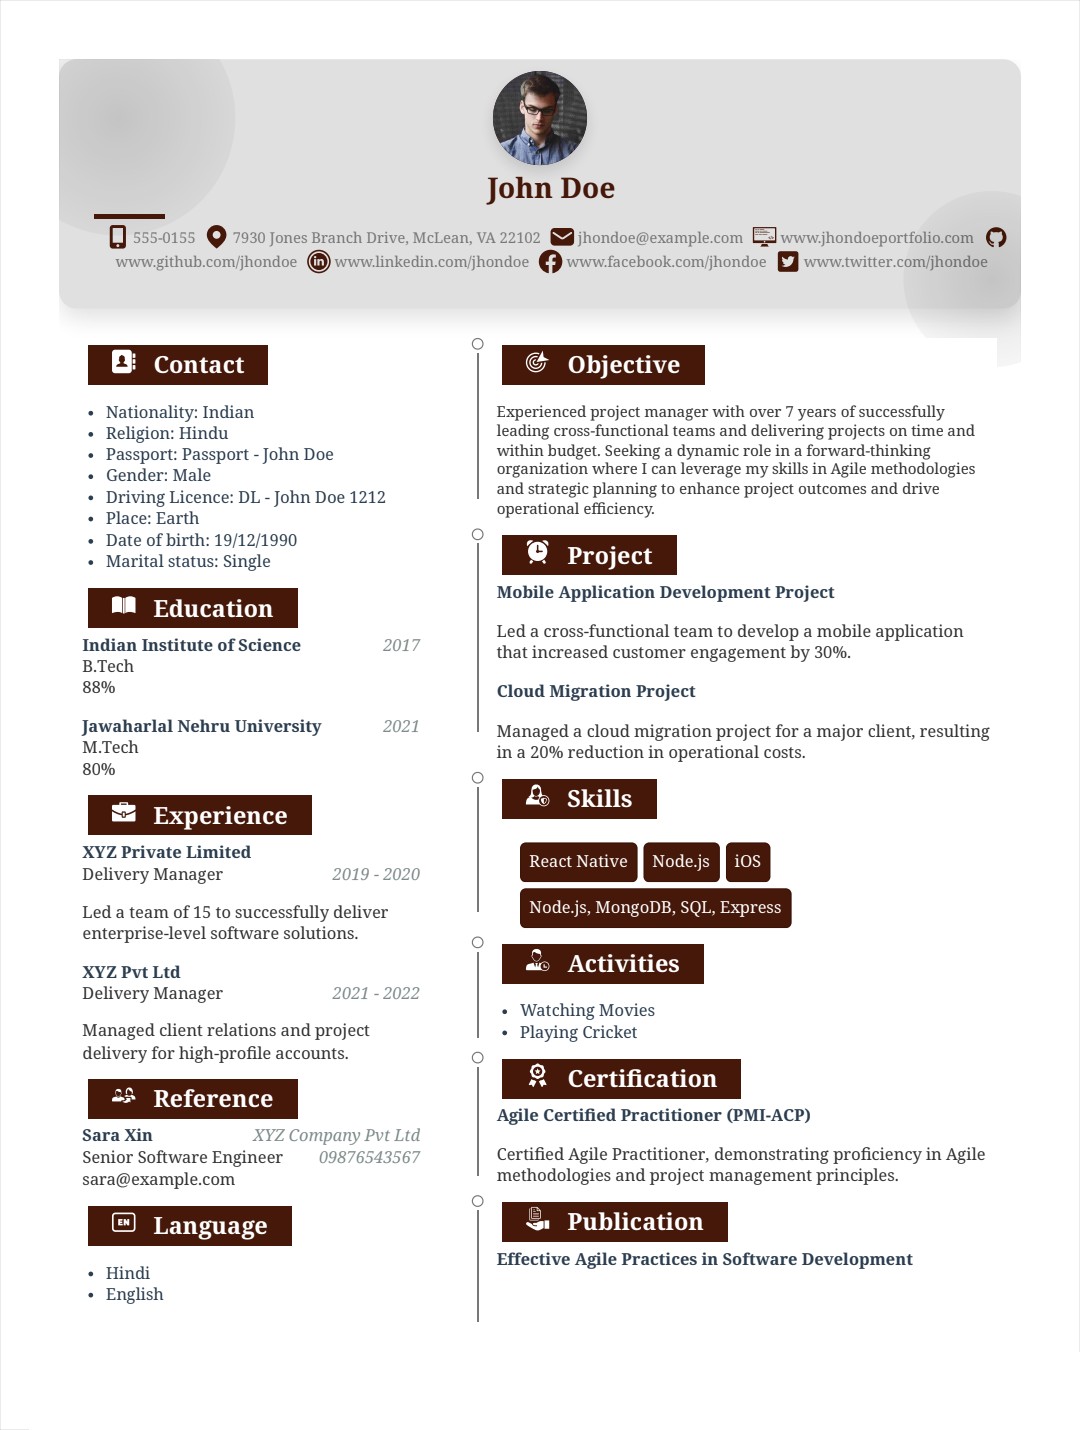 John Doe
555-0155 7930 Jones Branch Drive, McLean, VA 22102 jhondoe@example.com www.jhondoeportfolio.com
www.github.com/jhondoe in www.linkedin.com/jhondoe www.facebook.com/jhondoe www.twitter.com/jhondoe
Contact
• Nationality: Indian
• Religion: Hindu
• Passport: Passport - John Doe
• Gender: Male
• Driving Licence: DL - John Doe 1212
• Place: Earth
• Date of birth: 19/12/1990
• Marital status: Single
Education
Indian Institute of Science 2017
B.Tech
88%
Jawaharlal Nehru University 2021
M.Tech
80%
Experience
XYZ Private Limited
Delivery Manager 2019 - 2020
Led a team of 15 to successfully deliver
enterprise-level software solutions.
XYZ Pvt Ltd
Delivery Manager 2021 - 2022
Managed client relations and project
delivery for high-profile accounts.
Reference
Sara Xin XYZ Company Pvt Ltd
Senior Software Engineer 09876543567
sara@example.com
EN Language
• Hindi
• English
Objective
Experienced project manager with over 7 years of successfully
leading cross-functional teams and delivering projects on time and
within budget. Seeking a dynamic role in a forward-thinking
organization where I can leverage my skills in Agile methodologies
and strategic planning to enhance project outcomes and drive
operational efficiency.
Project
Mobile Application Development Project
Led a cross-functional team to develop a mobile application
that increased customer engagement by 30%.
Cloud Migration Project
Managed a cloud migration project for a major client, resulting
in a 20% reduction in operational costs.
Skills
React Native Node.js iOS
Node.js, MongoDB, SQL, Express
Activities
• Watching Movies
• Playing Cricket
Certification
Agile Certified Practitioner (PMI-ACP)
Certified Agile Practitioner, demonstrating proficiency in Agile
methodologies and project management principles.
Publication
Effective Agile Practices in Software Development